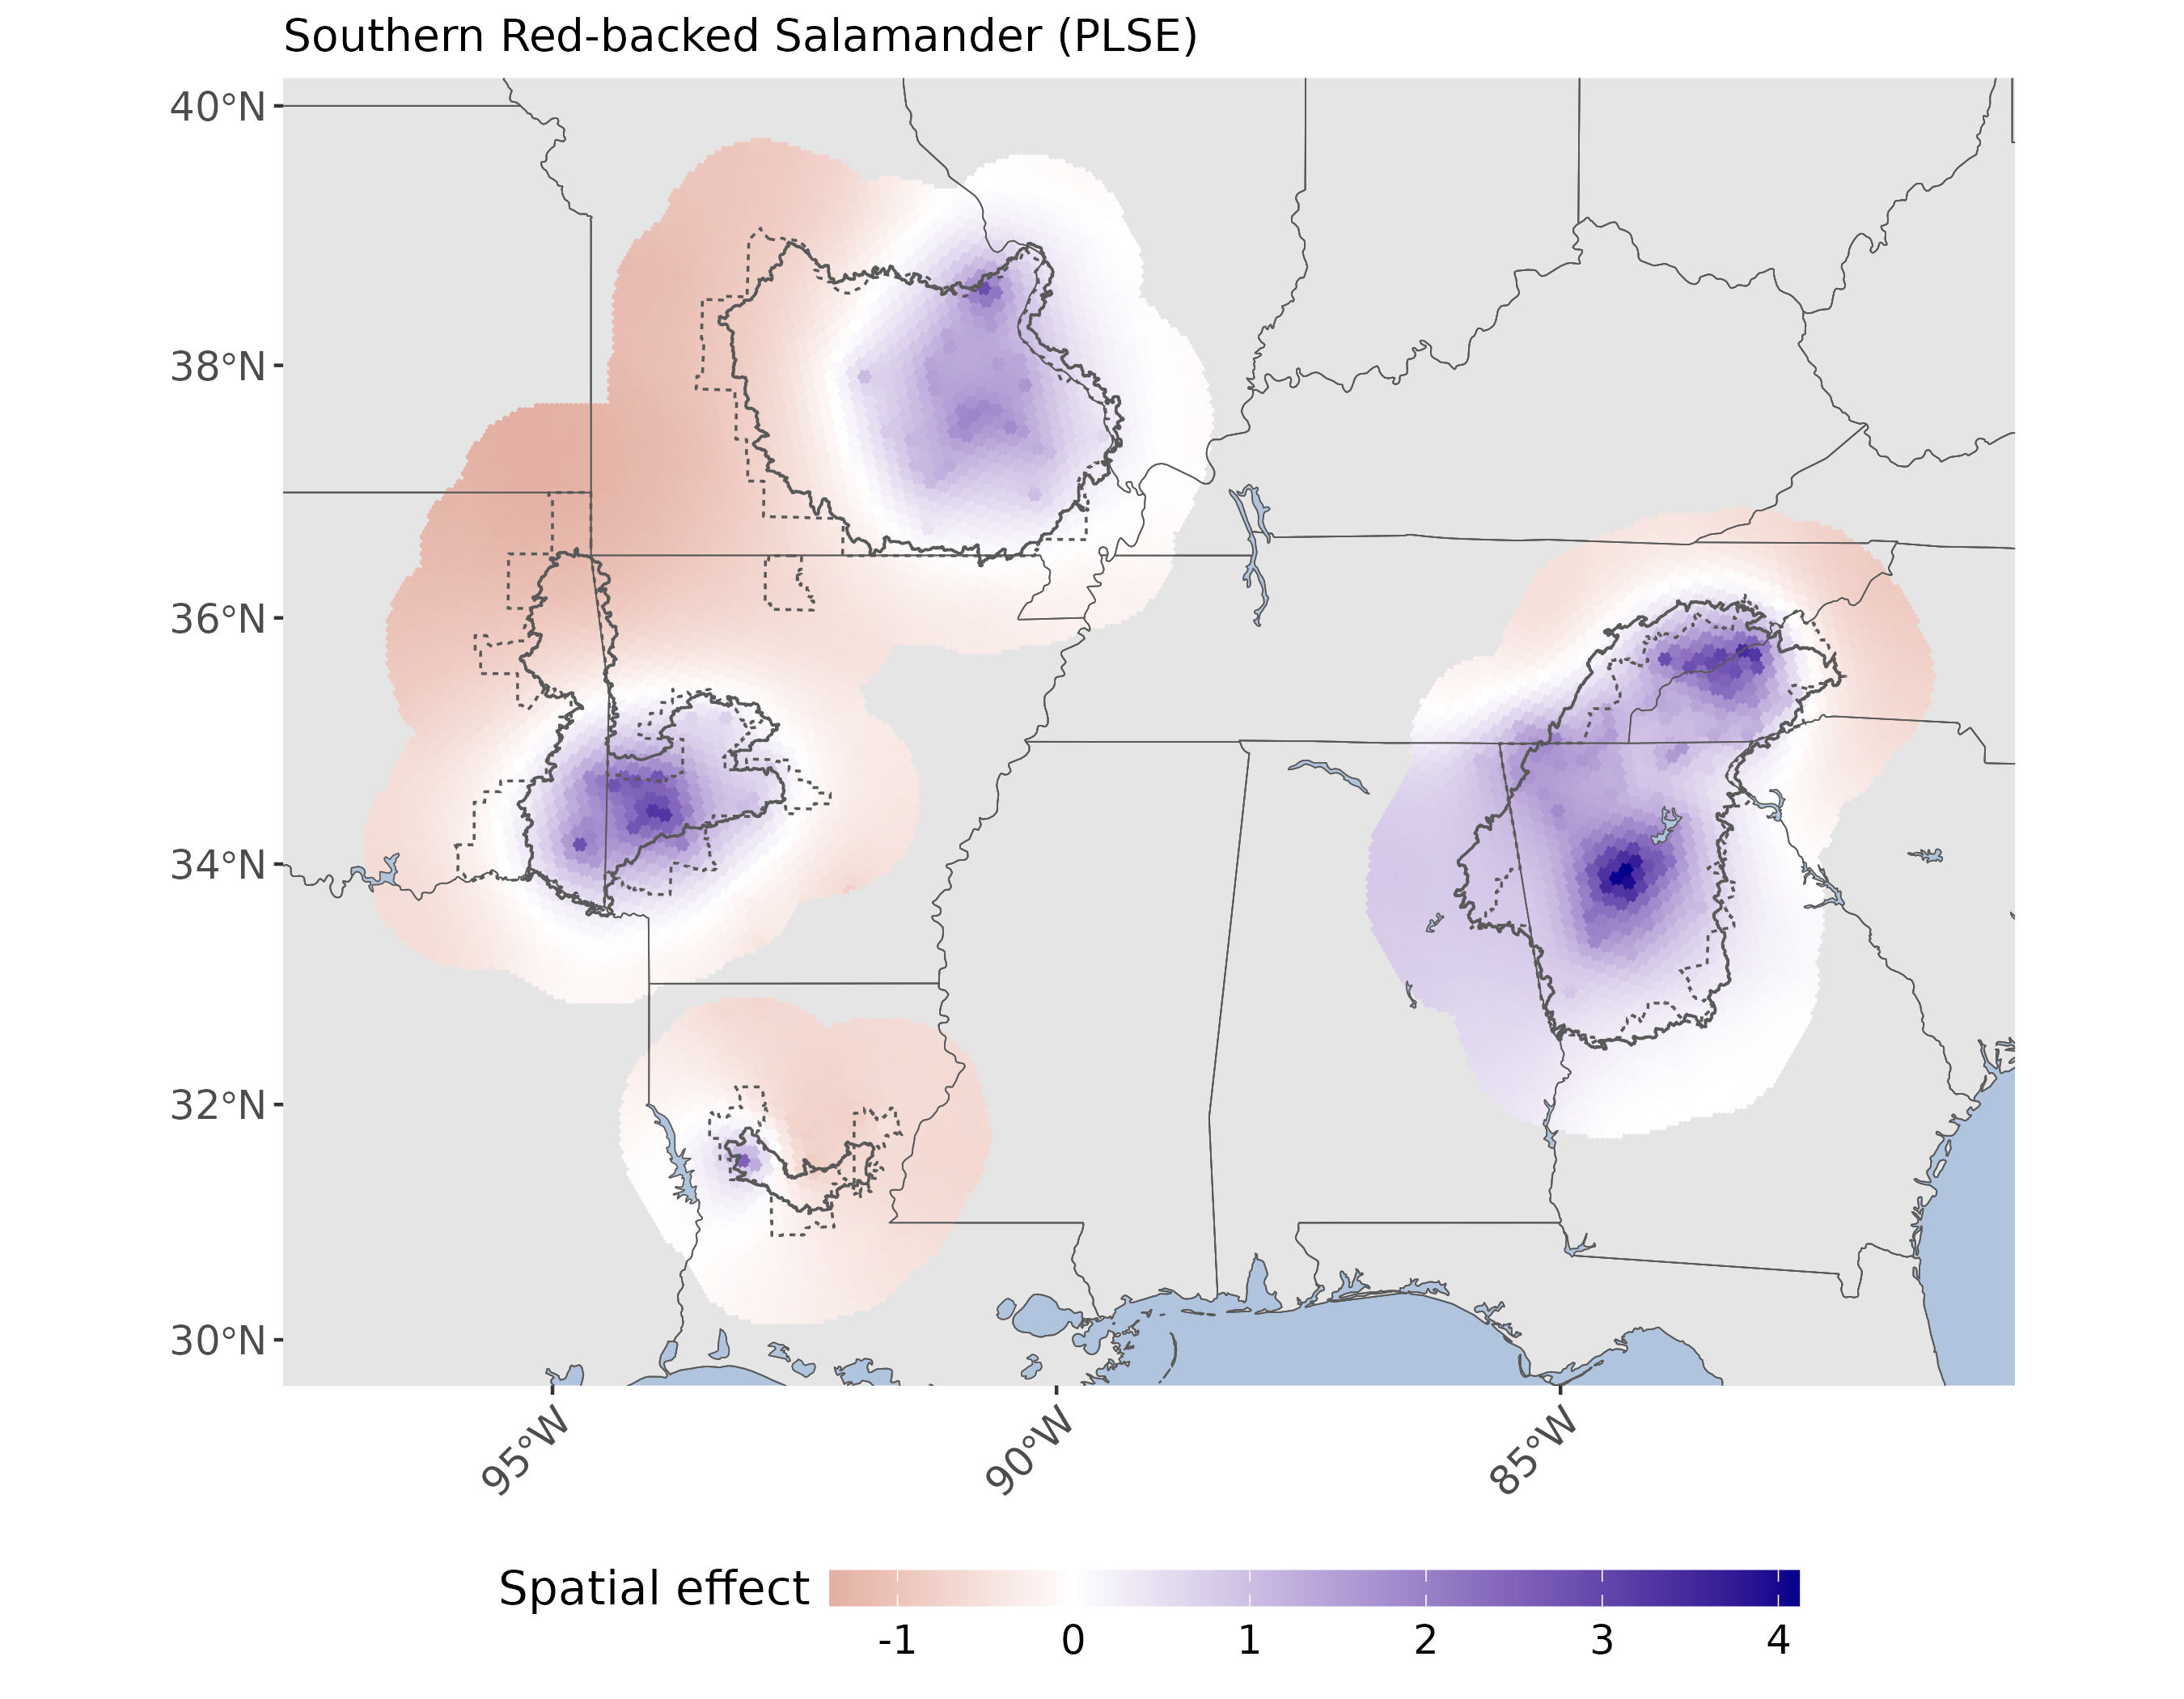 Southern Red-backed Salamander (PLSE)
40°N
38°N
36°N
34°N
32°N
30°N
95°W
90°W
85°W
Spatial effect
-1
0
1
2
3
4